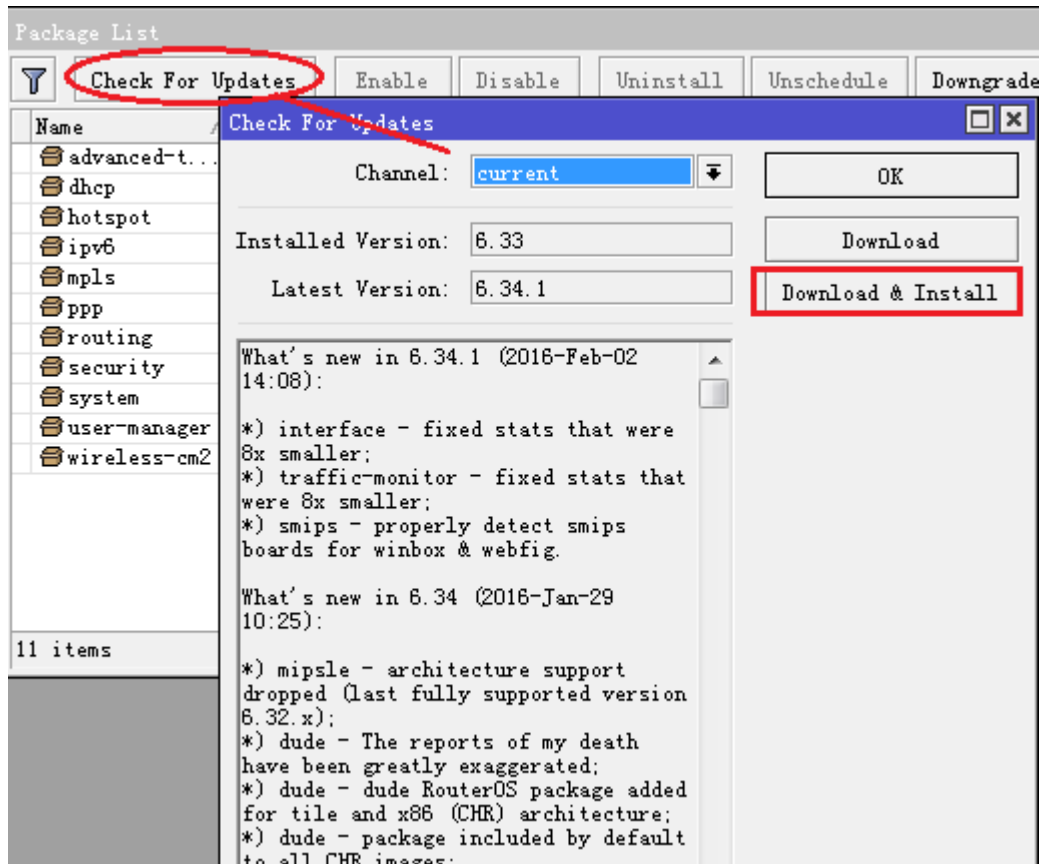 Package List
Check For Updates
Enable
Disable
Uninstall
Unschedule
Downgrade
Name
advanced-t...
dhcp
hotspot
ipv6
mpls
ppp
routing
security
system
user-manager
wireless-cm2
11 items
Check For Updates
Channel: current
Installed Version: 6.33
Latest Version: 6.34.1
OK
Download
Download & Install
What's new in 6.34.1 (2016-Feb-02
14:08):
*) interface - fixed stats that were
8x smaller;
*) traffic-monitor - fixed stats that
were 8x smaller;
*) smips - properly detect smips
boards for winbox & webfig.
What's new in 6.34 (2016-Jan-29
10:25):
*) mipsle - architecture support
dropped (last fully supported version
6.32.x);
*) dude - The reports of my death
have been greatly exaggerated;
*) dude - dude RouterOS package added
for tile and x86 (CHR) architecture;
*) dude - package included by default
to all CHR images;